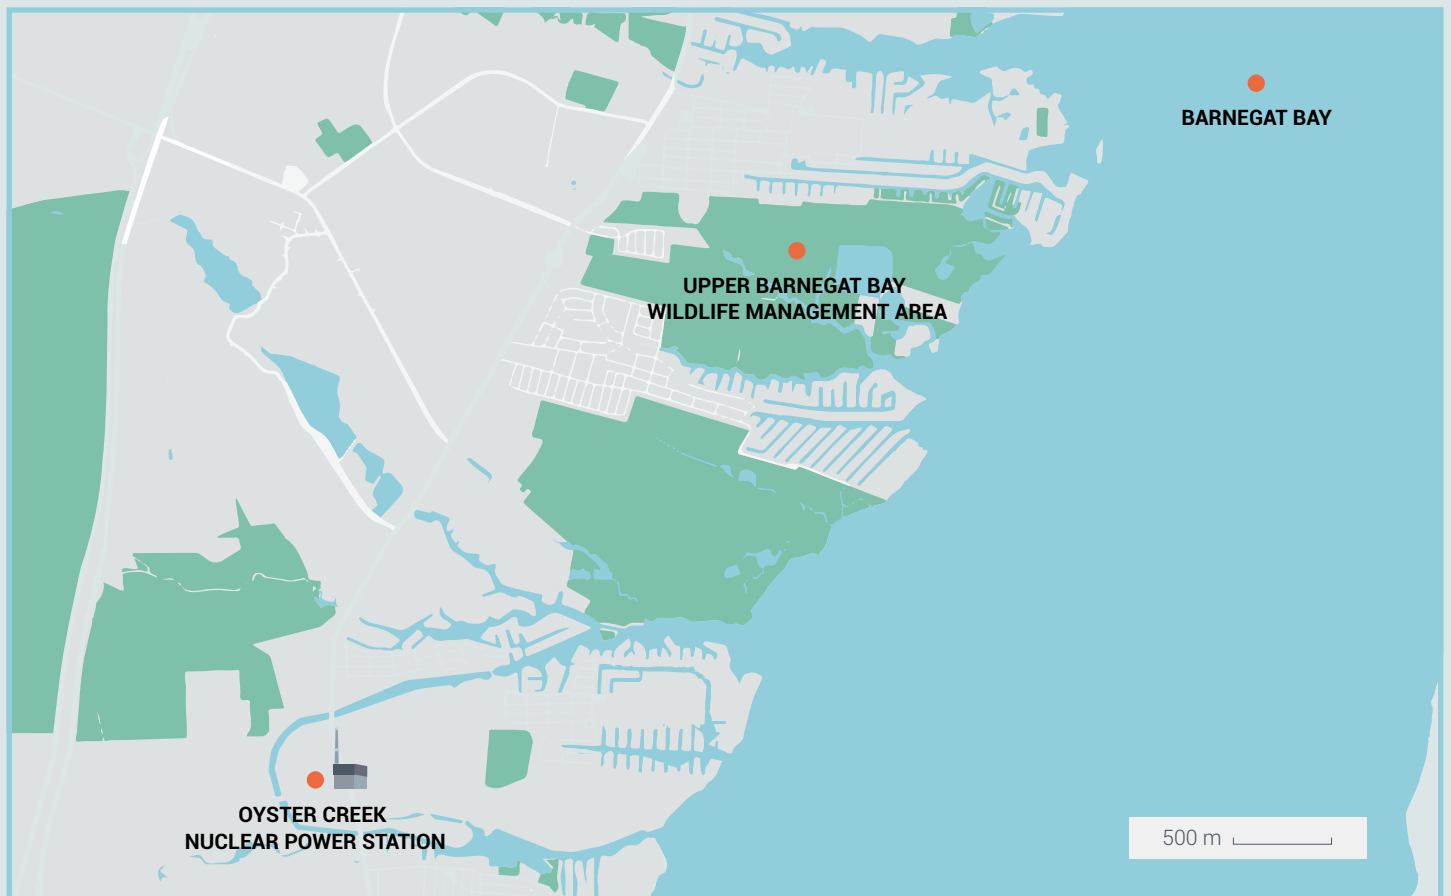 BARNEGAT BAY
UPPER BARNEGAT BAY
WILDLIFE MANAGEMENT AREA
OYSTER CREEK
NUCLEAR POWER STATION
500 m